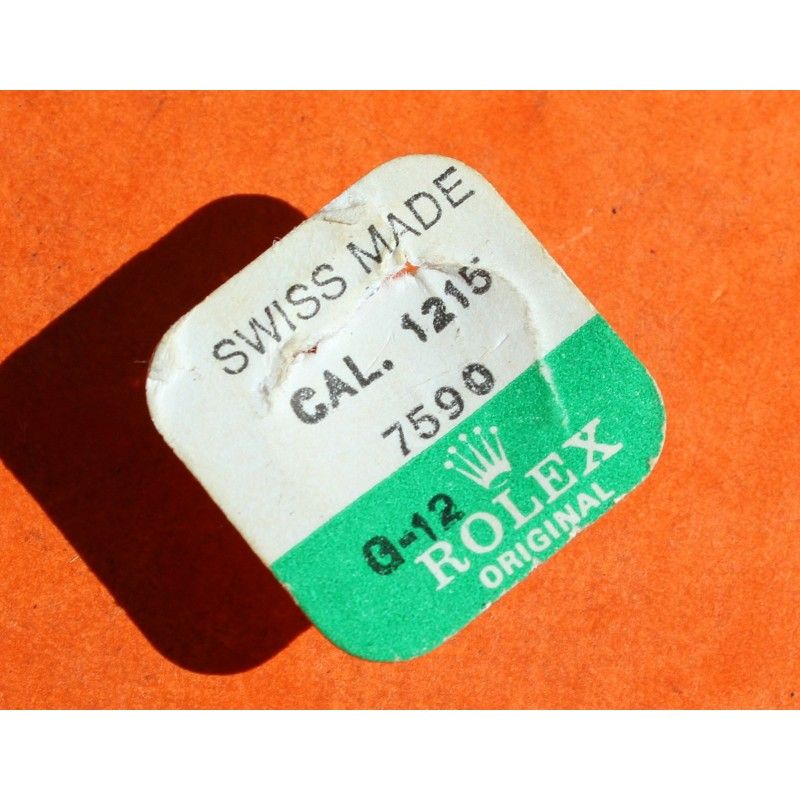 SWISS MADE
CAL. 1215
7590
G-12
ROLEX
ORIGINAL